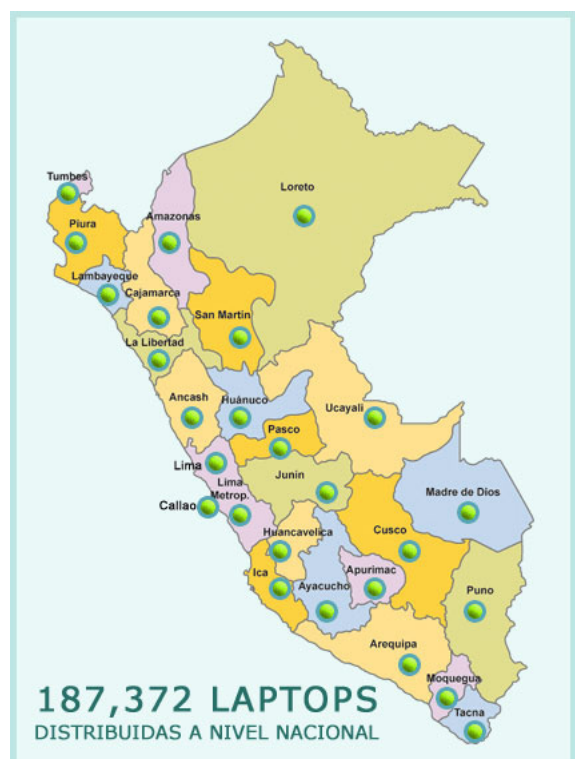 Loreto
Tumbes
Amazonas
Piura
Lambayeque
Cajamarca
San Martin
La Libertad
Ancash
Huánuco
Ucayali
Pasco
Lima
Junín
Lima
Metrop.
Madre de Dios
Callao
Cusco
Huancavelica
Ica
Apurimac
Ayacucho
Puno
Arequipa
Moquegua
Tacna
187,372 LAPTOPS
DISTRIBUIDAS A NIVEL NACIONAL